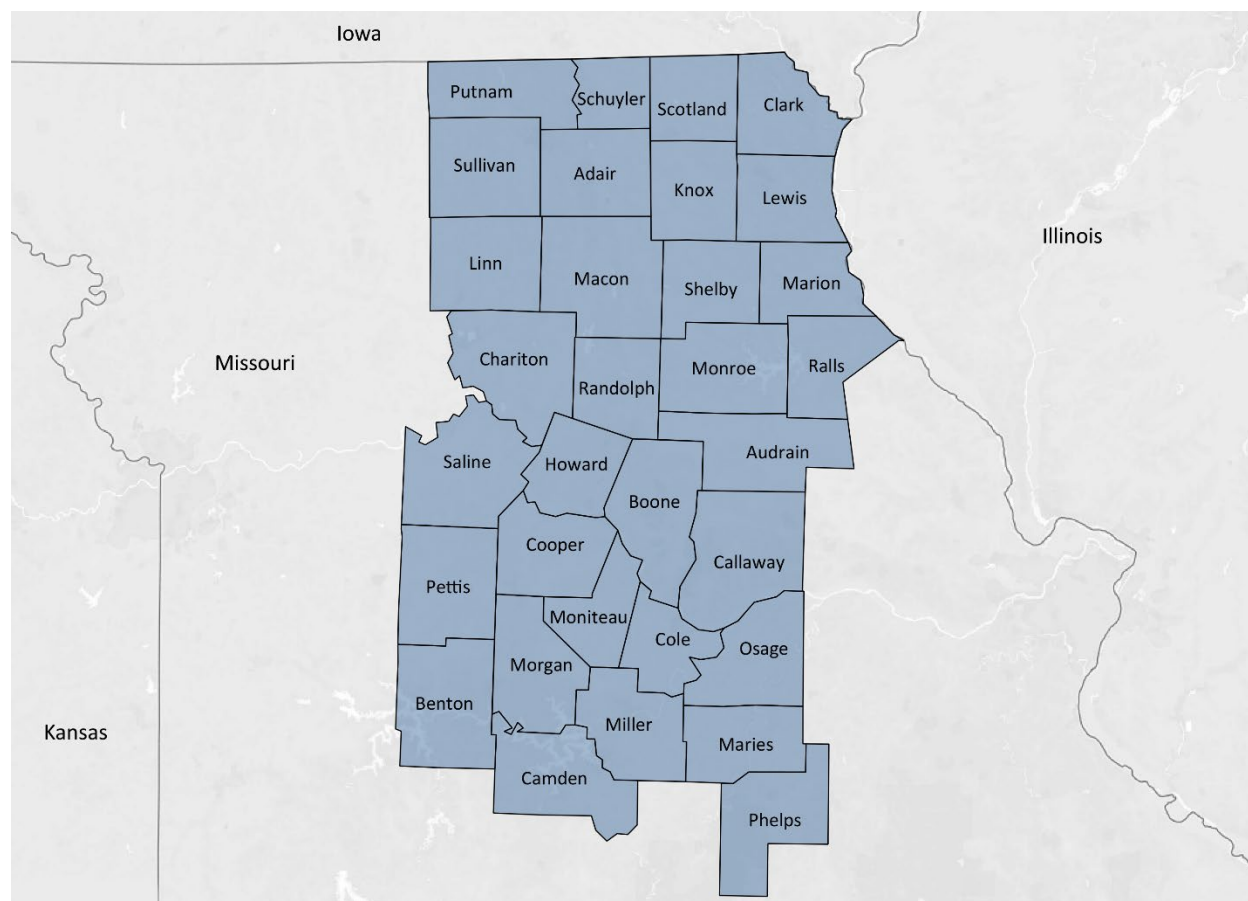 Iowa
Putnam
Schuyler
Scotland
Clark
Sullivan
Adair
Knox
Lewis
Illinois
Linn
Macon
Shelby
Marion
Missouri
Chariton
Randolph
Monroe
Ralls
Saline
Howard
Audrain
Boone
Cooper
Callaway
Pettis
Moniteau
Cole
Osage
Morgan
Benton
Miller
Kansas
Maries
Camden
Phelps